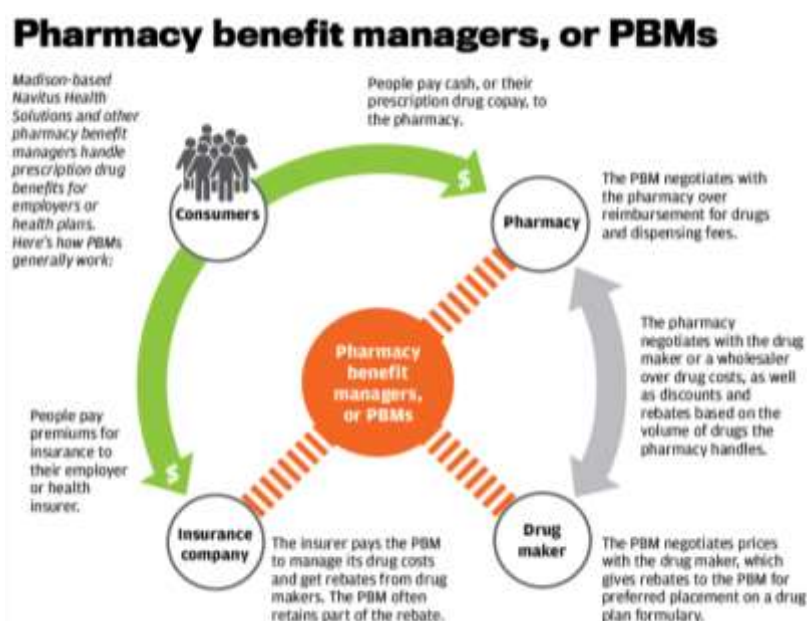 Pharmacy benefit managers, or PBMs
Madison-based
Navitus Health
Solutions and other
pharmacy benefit
managers handle
prescription drug
benefits for
employers or
health plans.
Here's how PBMs
generally work:
People pay cash, or their
prescription drug copay, to
the pharmacy.
Consumers
$
Pharmacy
The PBM negotiates with
the pharmacy over
reimbursement for drugs
and dispensing fees.
Pharmacy
benefit
managers,
or PBMs
The pharmacy
negotiates with the drug
maker or a wholesaler
over drug costs, as well
as discounts and
rebates based on the
volume of drugs the
pharmacy handles.
People pay
premiums for
insurance to
their employer
or health
insurer.
$
Insurance
company
The insurer pays the PBM
to manage its drug costs
and get rebates from drug
makers. The PBM often
retains part of the rebate.
Drug
maker
The PBM negotiates prices
with the drug maker, which
gives rebates to the PBM for
preferred placement on a drug
plan formulary.